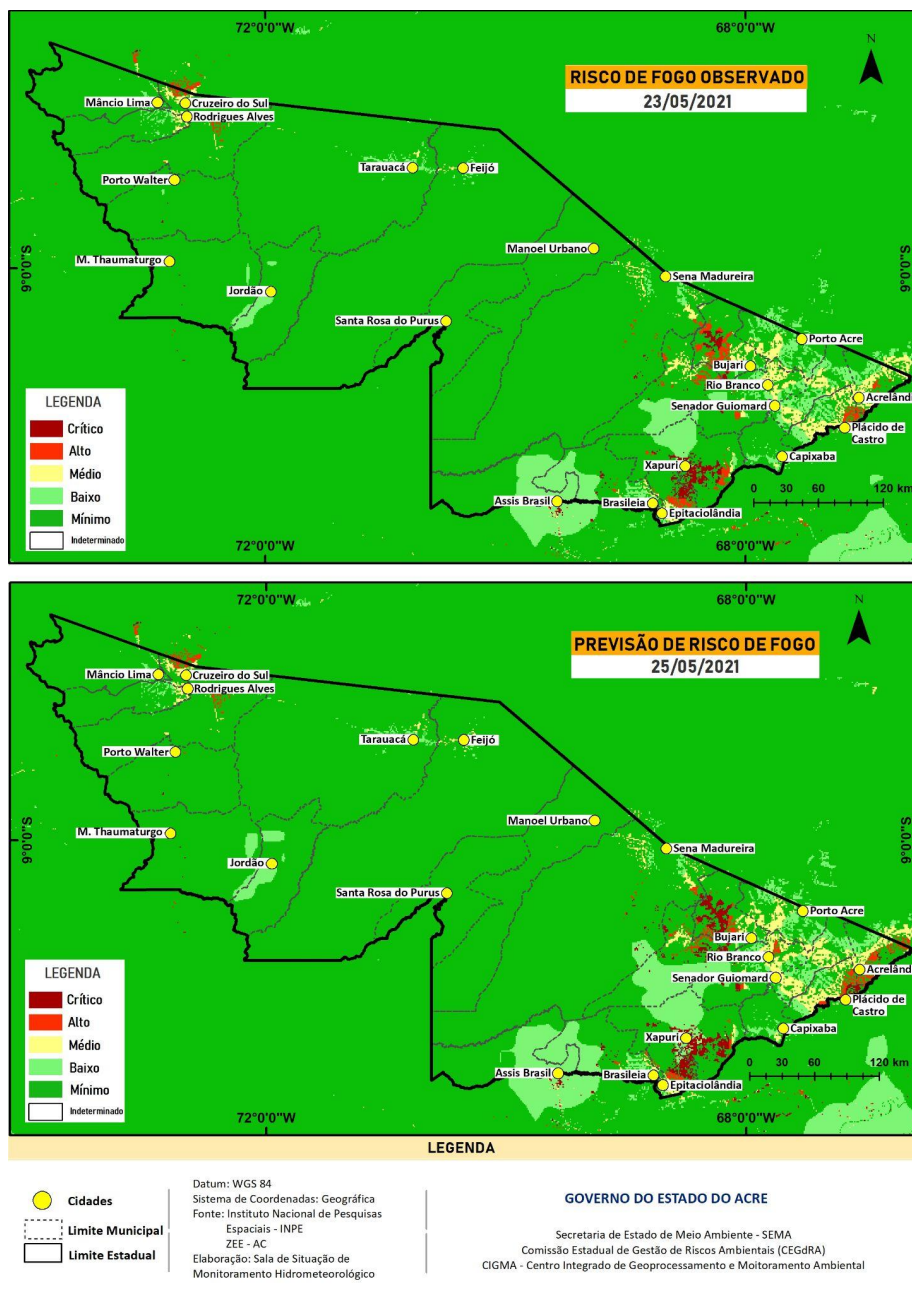 72°0'0"W
68°0'0"W
N
RISCO DE FOGO OBSERVADO
23/05/2021
Mâncio Lima
Cruzeiro do Sul
Rodrigues Alves
Tarauacá
Feijó
Porto Walter
Manoel Urbano
M. Thaumaturgo
9°0'0"S
9°0'0"S
Sena Madureira
Jordão
Santa Rosa do Purus
Porto Acre
Bujari
Rio Branco
Acrelând
Senador Guiomard
Plácido de
Castro
LEGENDA
Crítico
Alto
Médio
Baixo
Mínimo
Indeterminado
Capixaba
Xapuri
0 30 60 120 km
Assis Brasil
Brasileia
Epitaciolândia
72°0'0"W
68°0'0"W
72°0'0"W
68°0'0"W
N
PREVISÃO DE RISCO DE FOGO
25/05/2021
Mâncio Lima
Cruzeiro do Sul
Rodrigues Alves
Tarauacá
Feijó
Porto Walter
Manoel Urbano
M. Thaumaturgo
9°0'0"S
9°0'0"S
Sena Madureira
Jordão
Santa Rosa do Purus
Porto Acre
Bujari
Rio Branco
Acrelând
Senador Guiomard
Plácido de
Castro
LEGENDA
Crítico
Alto
Médio
Baixo
Mínimo
Indeterminado
Capixaba
Xapuri
0 30 60 120 km
Assis Brasil
Brasileia
Epitaciolândia
72°0'0"W
68°0'0"W
LEGENDA
Cidades
Limite Municipal
Limite Estadual
Datum: WGS 84
Sistema de Coordenadas: Geográfica
Fonte: Instituto Nacional de Pesquisas
Espaciais - INPE
ZEE - AC
Elaboração: Sala de Situação de
Monitoramento Hidrometeorológico
GOVERNO DO ESTADO DO ACRE
Secretaria de Estado de Meio Ambiente - SEMA
Comissão Estadual de Gestão de Riscos Ambientais (CEGdRA)
CIGMA - Centro Integrado de Geoprocessamento e Moitoramento Ambiental